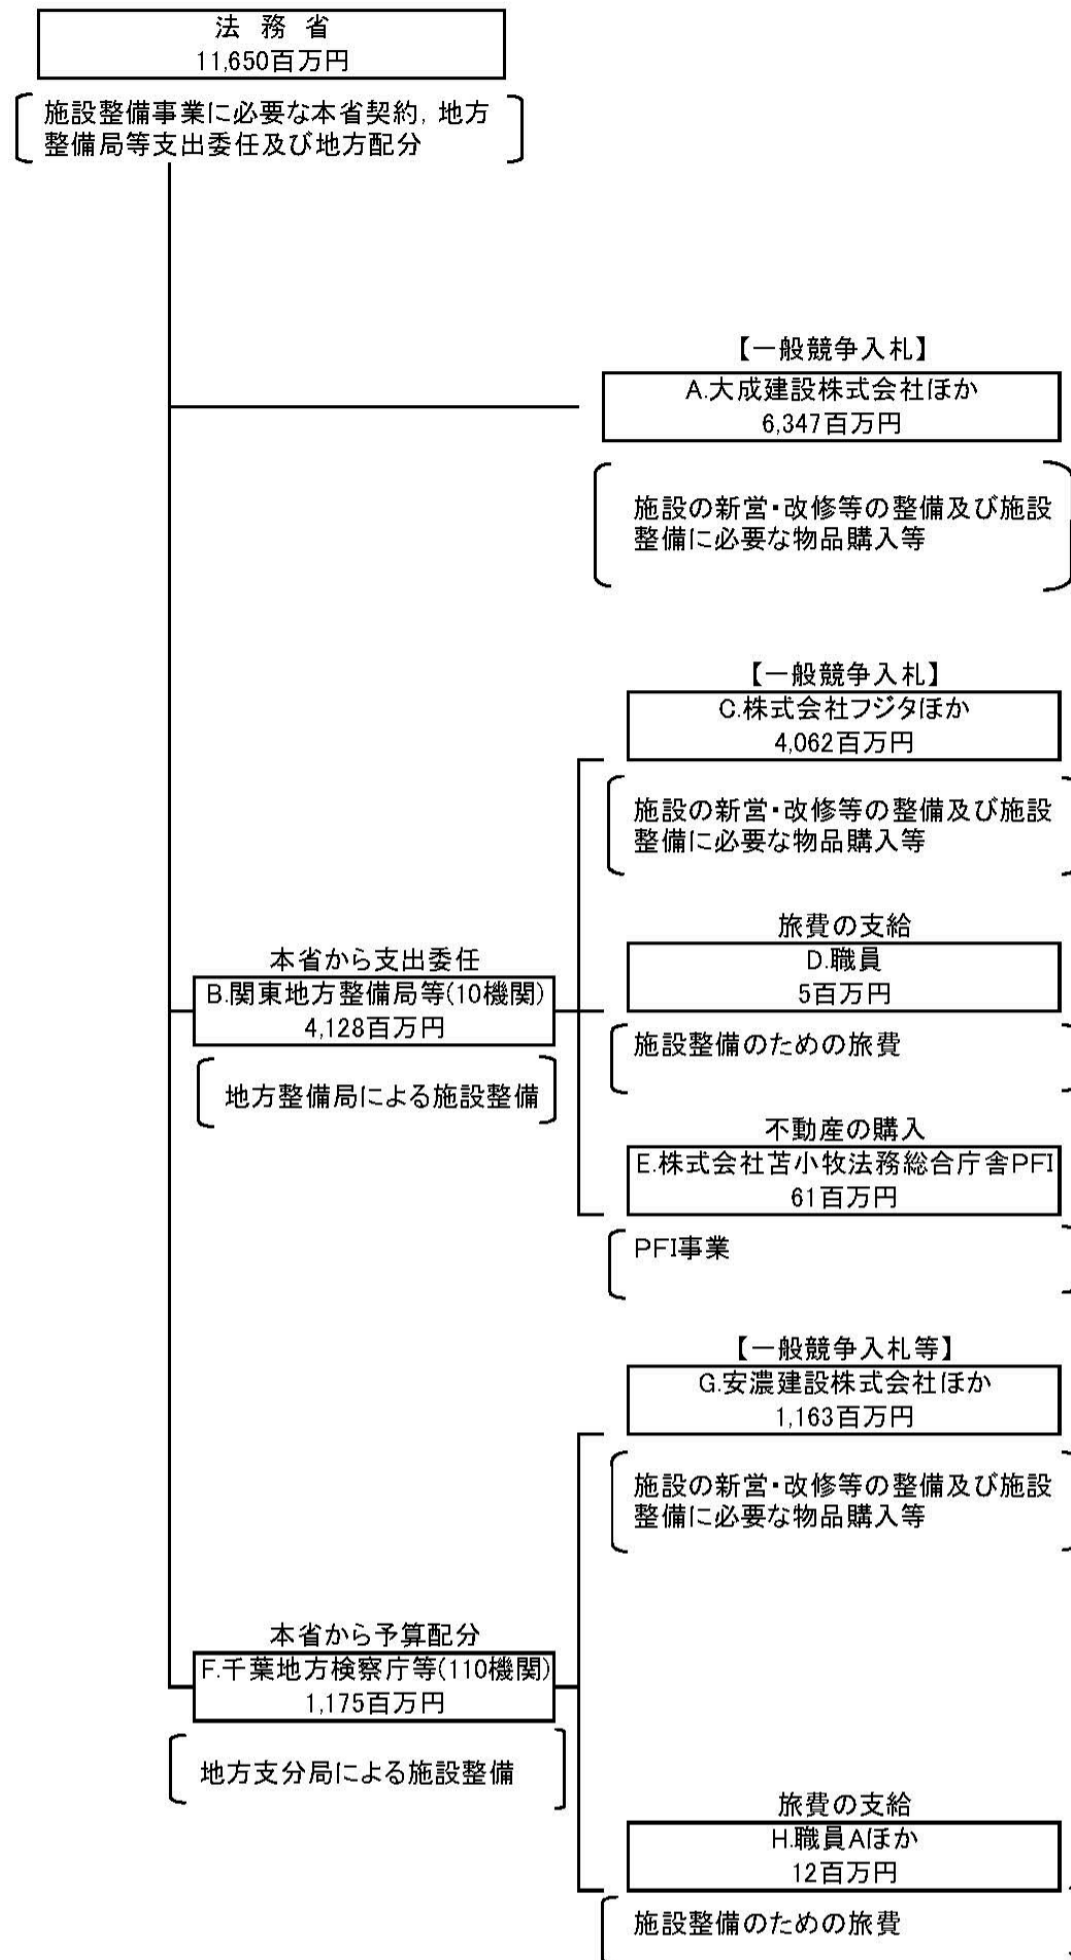 法 務 省
11,650百万円
施設整備事業に必要な本省契約，地方
整備局等支出委任及び地方配分
【一般競争入札】
A.大成建設株式会社ほか
6,347百万円
施設の新営・改修等の整備及び施設
整備に必要な物品購入等
【一般競争入札】
C.株式会社フジタほか
4,062百万円
施設の新営・改修等の整備及び施設
整備に必要な物品購入等
旅費の支給
D.職員
5百万円
施設整備のための旅費
本省から支出委任
B.関東地方整備局等(10機関)
4,128百万円
地方整備局による施設整備
不動産の購入
E.株式会社苫小牧法務総合庁舎PFI
61百万円
PFI事業
【一般競争入札等】
G.安濃建設株式会社ほか
1,163百万円
施設の新営・改修等の整備及び施設
整備に必要な物品購入等
本省から予算配分
F.千葉地方検察庁等(110機関)
1,175百万円
地方支分局による施設整備
旅費の支給
H.職員Aほか
12百万円
施設整備のための旅費